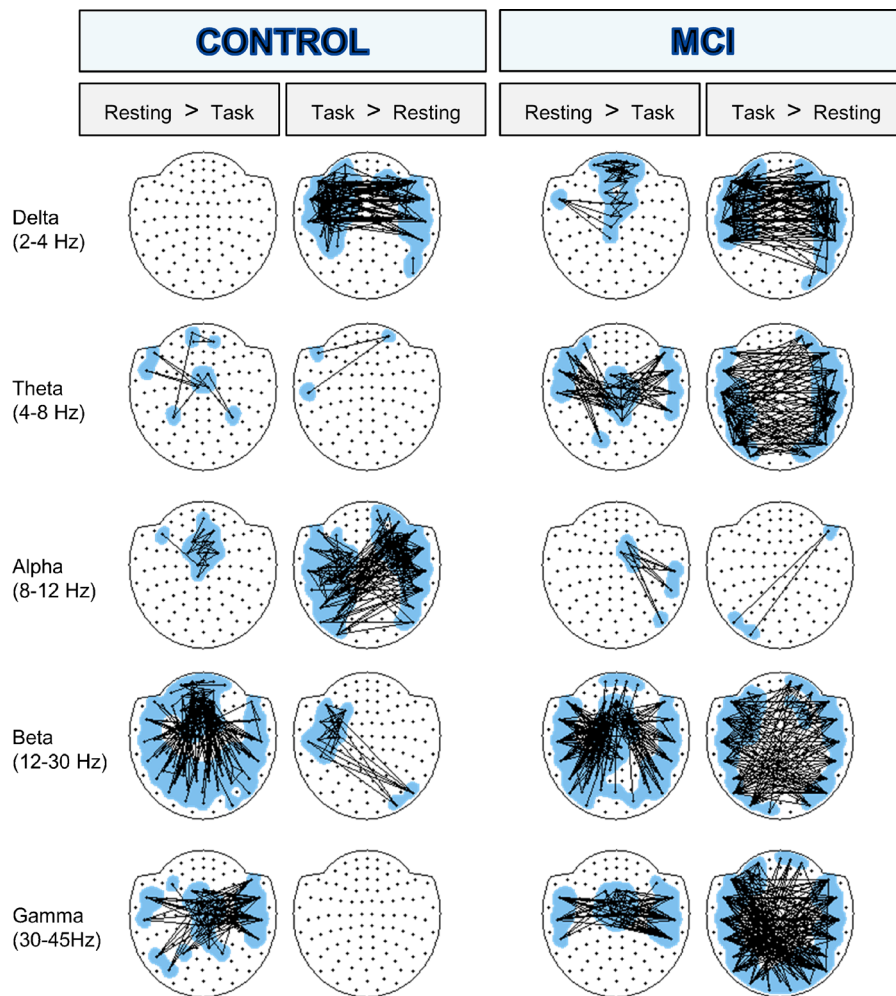 CONTROL MCI
Resting > Task Task > Resting Resting > Task Task > Resting
Delta
(2-4 Hz)
Theta
(4-8 Hz)
Alpha
(8-12 Hz)
Beta
(12-30 Hz)
Gamma
(30-45Hz)